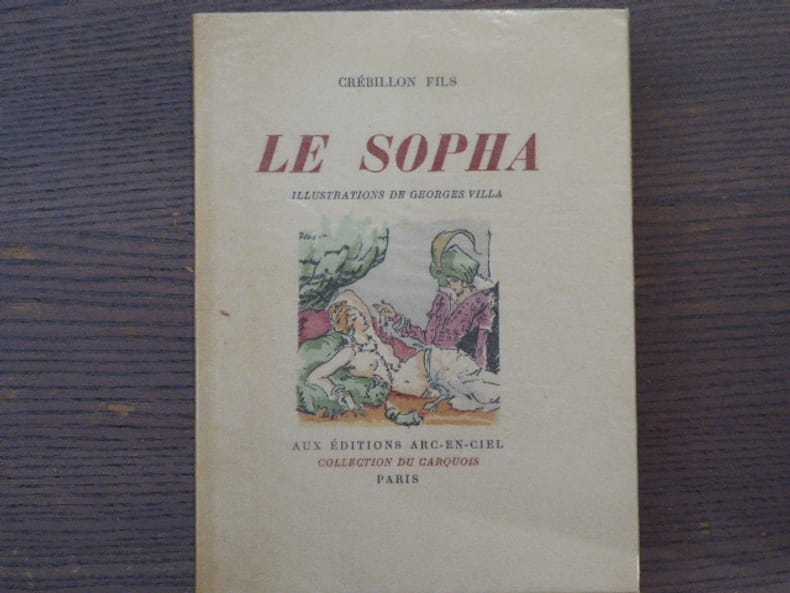 CRÉBILLON FILS
LE SOPHA
ILLUSTRATIONS DE GEORGES VILLA
AUX ÉDITIONS ARC-EN-CIEL
COLLECTION DU CARQUOIS
PARIS